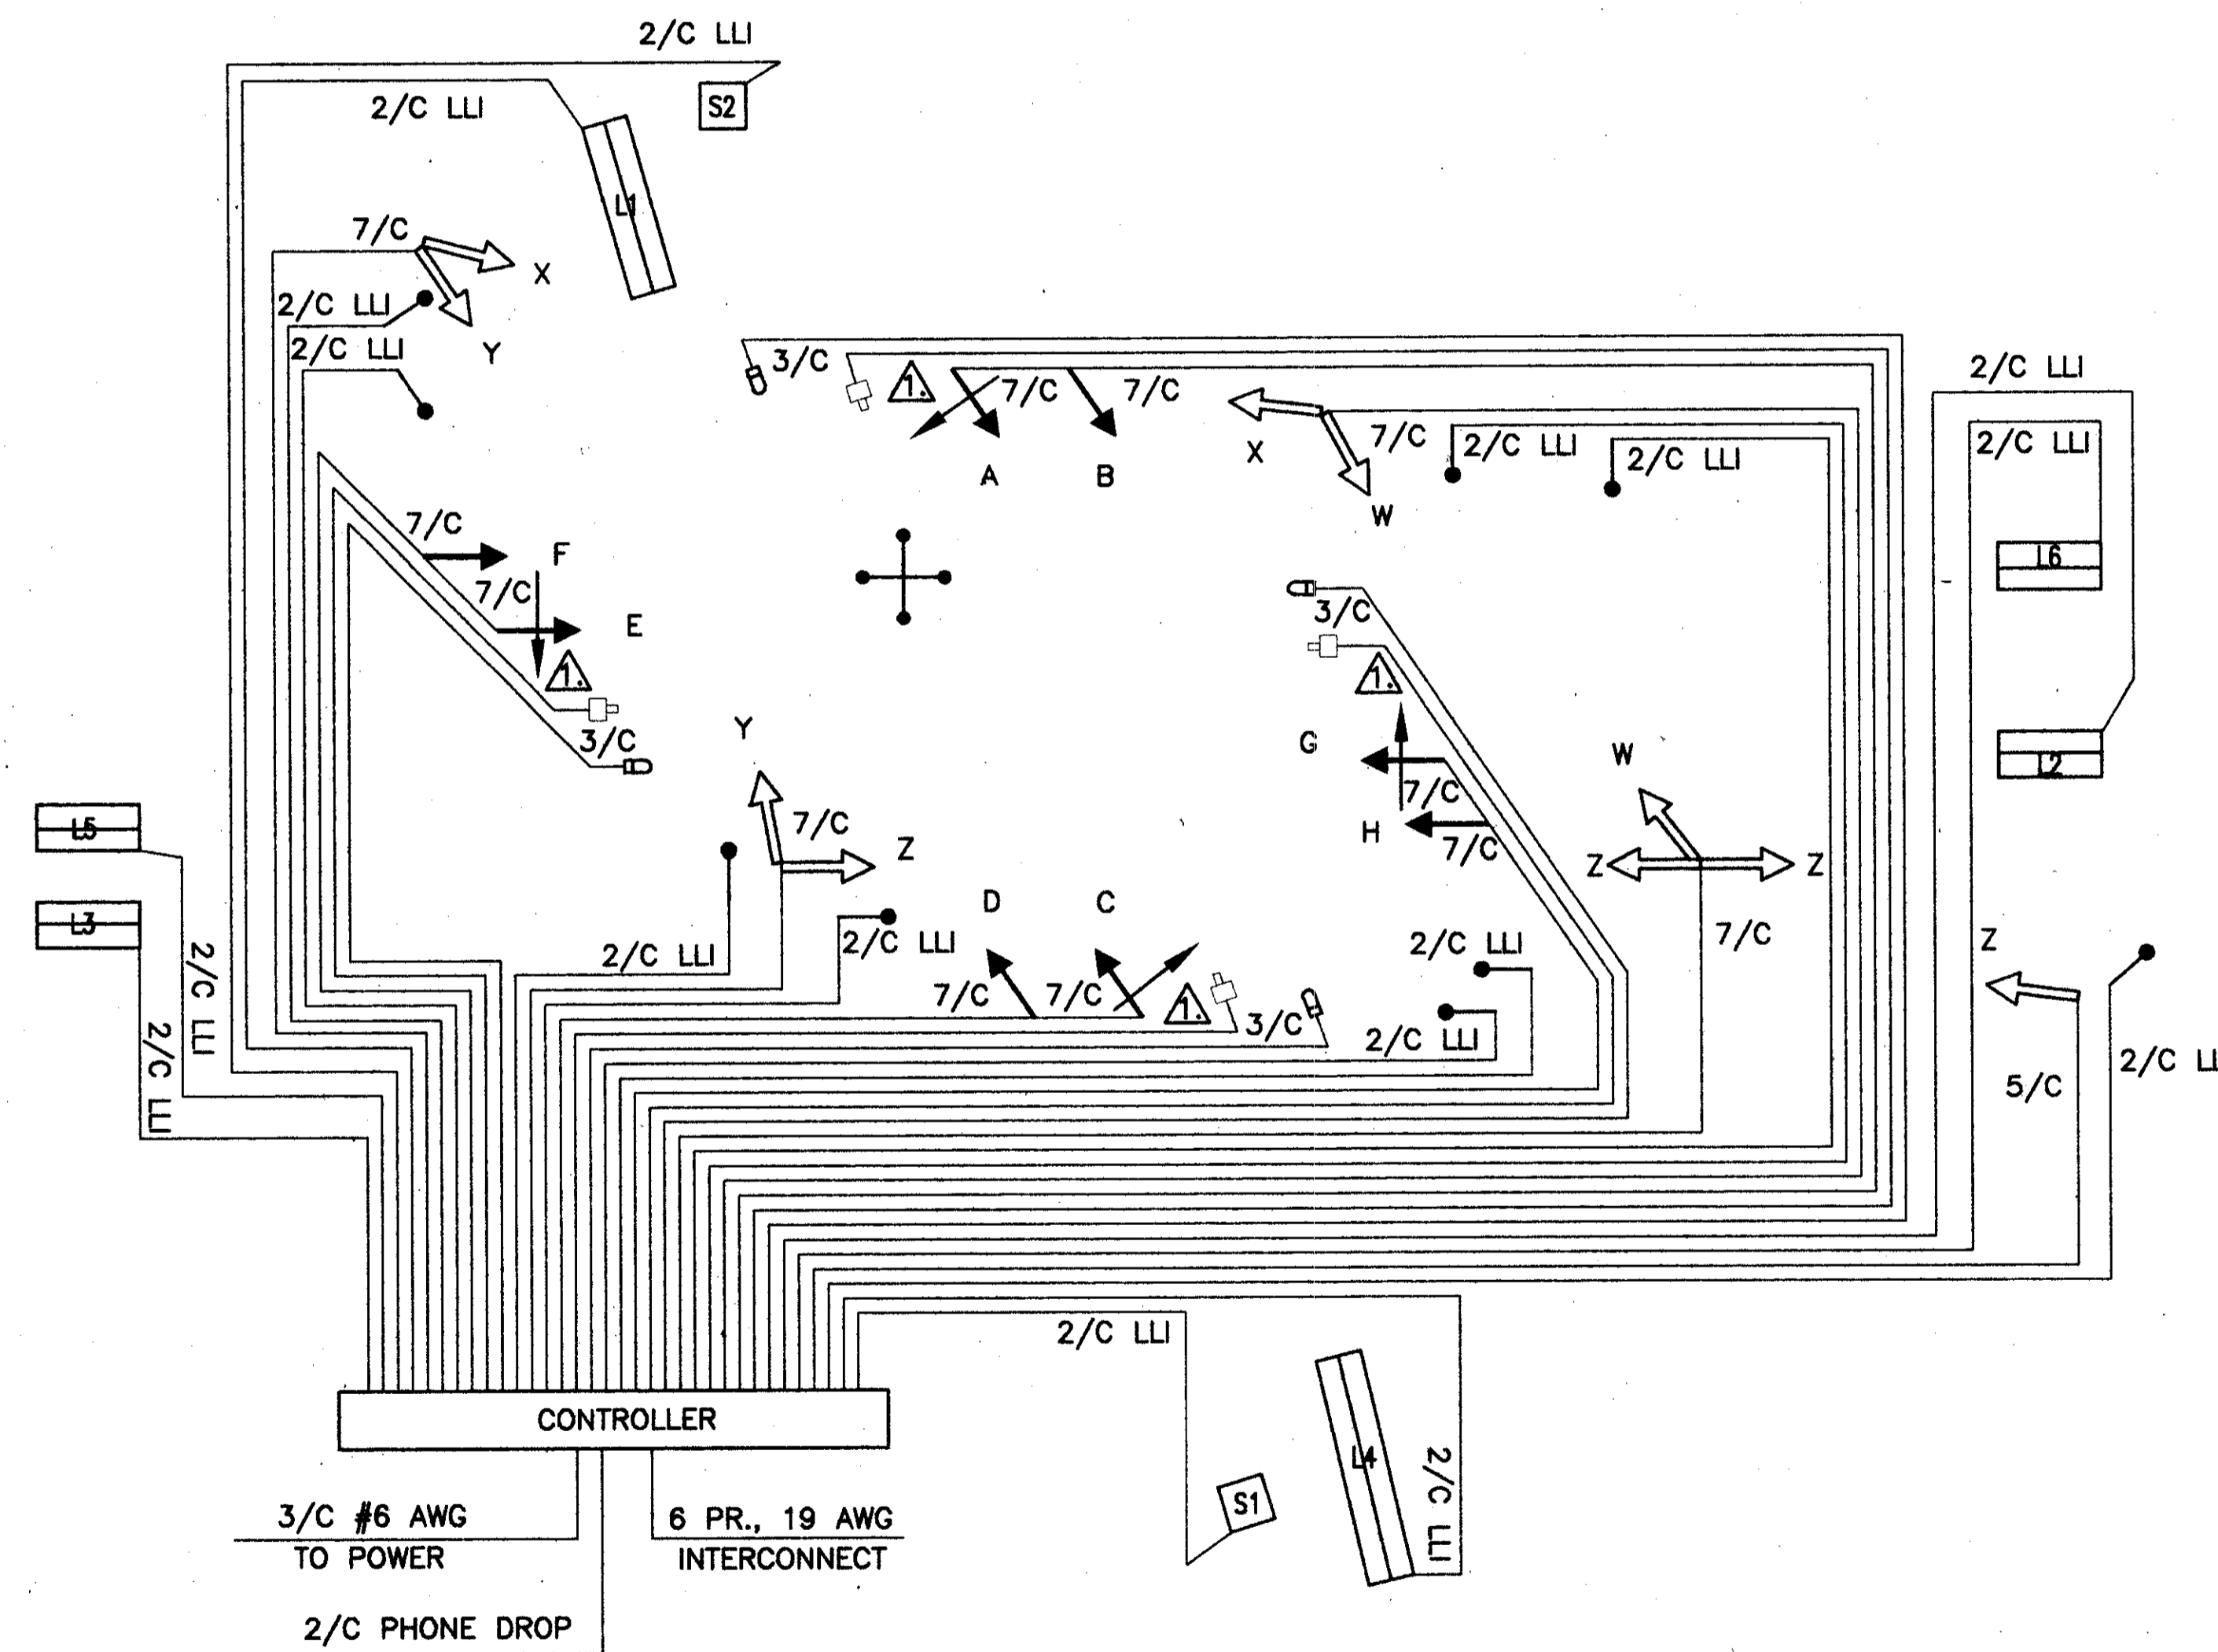 2/C LLI
2/C LLI
S2
L1
7/C
X
2/C LLI
Y
2/C LLI
3/C
1.
7/C
7/C
A
B
X
7/C
W
2/C LLI
2/C LLI
2/C LLI
2/C LLI
L6
L2
7/C
F
7/C
E
1.
3/C
3/C
1.
G
7/C
H
7/C
W
Z
Z
7/C
Y
7/C
Z
L5
L3
2/C LLI
2/C LLI
2/C LLI
2/C LLI
D
C
7/C
7/C
1.
3/C
2/C LLI
2/C LLI
Z
5/C
2/C LI
2/C LLI
CONTROLLER
S1
L4
2/C LLI
3/C #6 AWG
TO POWER
6 PR., 19 AWG
INTERCONNECT
2/C PHONE DROP